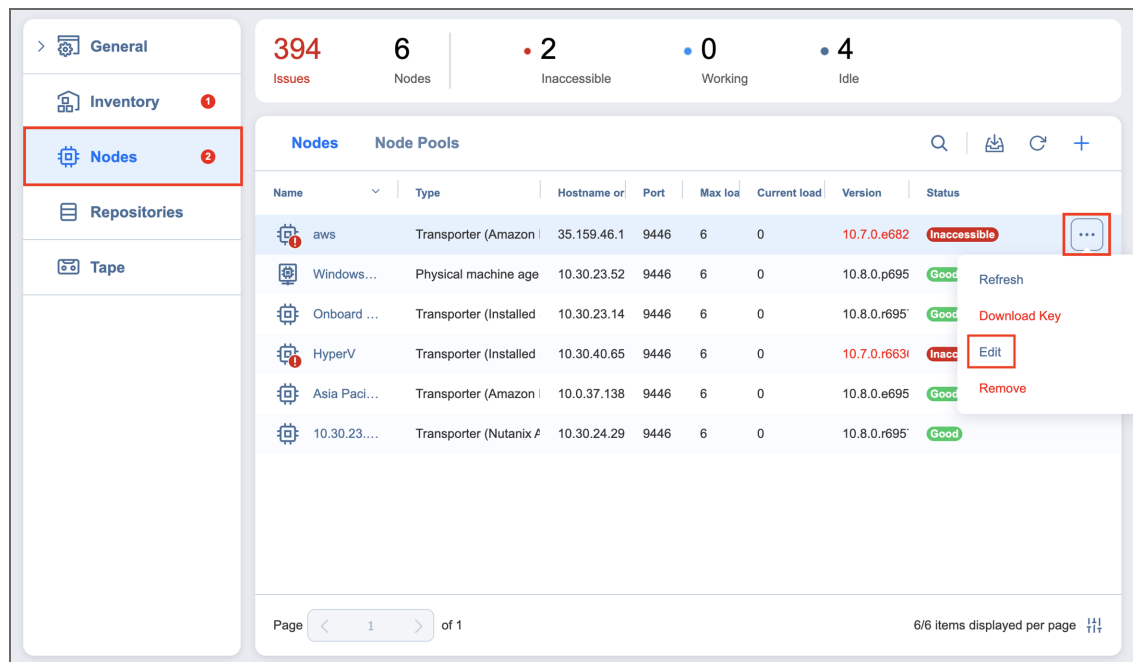 General
Inventory 1
Nodes 2
Repositories
Tape
394 6 2 0 4
Issues Nodes Inaccessible Working Idle
Nodes Node Pools
Name Type Hostname or Port Max loa Current load Version Status
aws Transporter (Amazon 35.159.46.1 9446 6 0 10.7.0.e682 Inaccessible ...
Windows... Physical machine age 10.30.23.52 9446 6 0 10.8.0.p695 Good
Onboard ... Transporter (Installed 10.30.23.14 9446 6 0 10.8.0.r695 Good
HyperV Transporter (Installed 10.30.40.65 9446 6 0 10.7.0.r663 Inacc
Asia Paci... Transporter (Amazon 10.0.37.138 9446 6 0 10.8.0.e695 Good
10.30.23.... Transporter (Nutanix A 10.30.24.29 9446 6 0 10.8.0.r695 Good
Refresh
Download Key
Edit
Remove
Page 1 of 1
6/6 items displayed per page